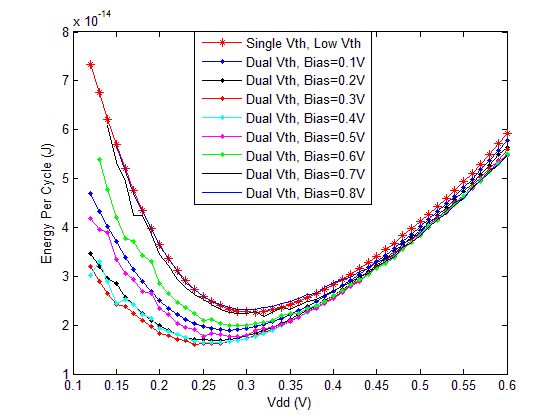 x 10^-14
8
7
6
5
4
3
2
1
Energy Per Cycle (J)
Single Vth, Low Vth
Dual Vth, Bias=0.1V
Dual Vth, Bias=0.2V
Dual Vth, Bias=0.3V
Dual Vth, Bias=0.4V
Dual Vth, Bias=0.5V
Dual Vth, Bias=0.6V
Dual Vth, Bias=0.7V
Dual Vth, Bias=0.8V
0.1 0.15 0.2 0.25 0.3 0.35 0.4 0.45 0.5 0.55 0.6
Vdd (V)